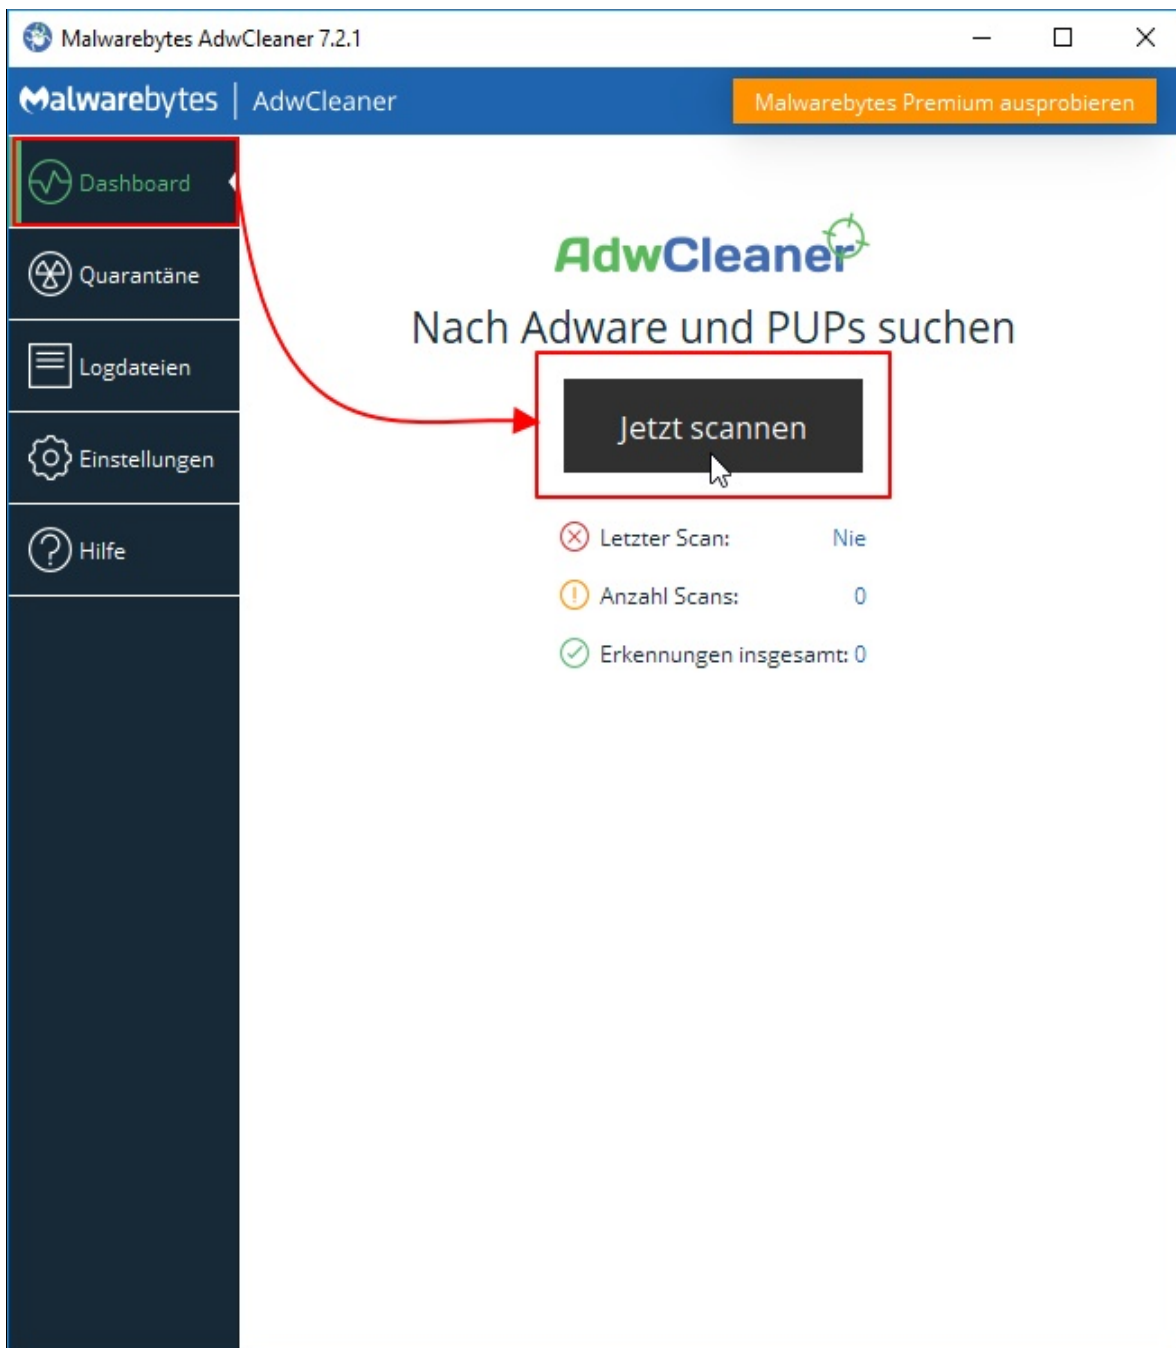 Malwarebytes AdwCleaner 7.2.1
Malwarebytes | AdwCleaner
Malwarebytes Premium ausprobieren
Dashboard
Quarantäne
Logdateien
Einstellungen
Hilfe
AdwCleaner
Nach Adware und PUPs suchen
Jetzt scannen
Letzter Scan: Nie
Anzahl Scans: 0
Erkennungen insgesamt: 0